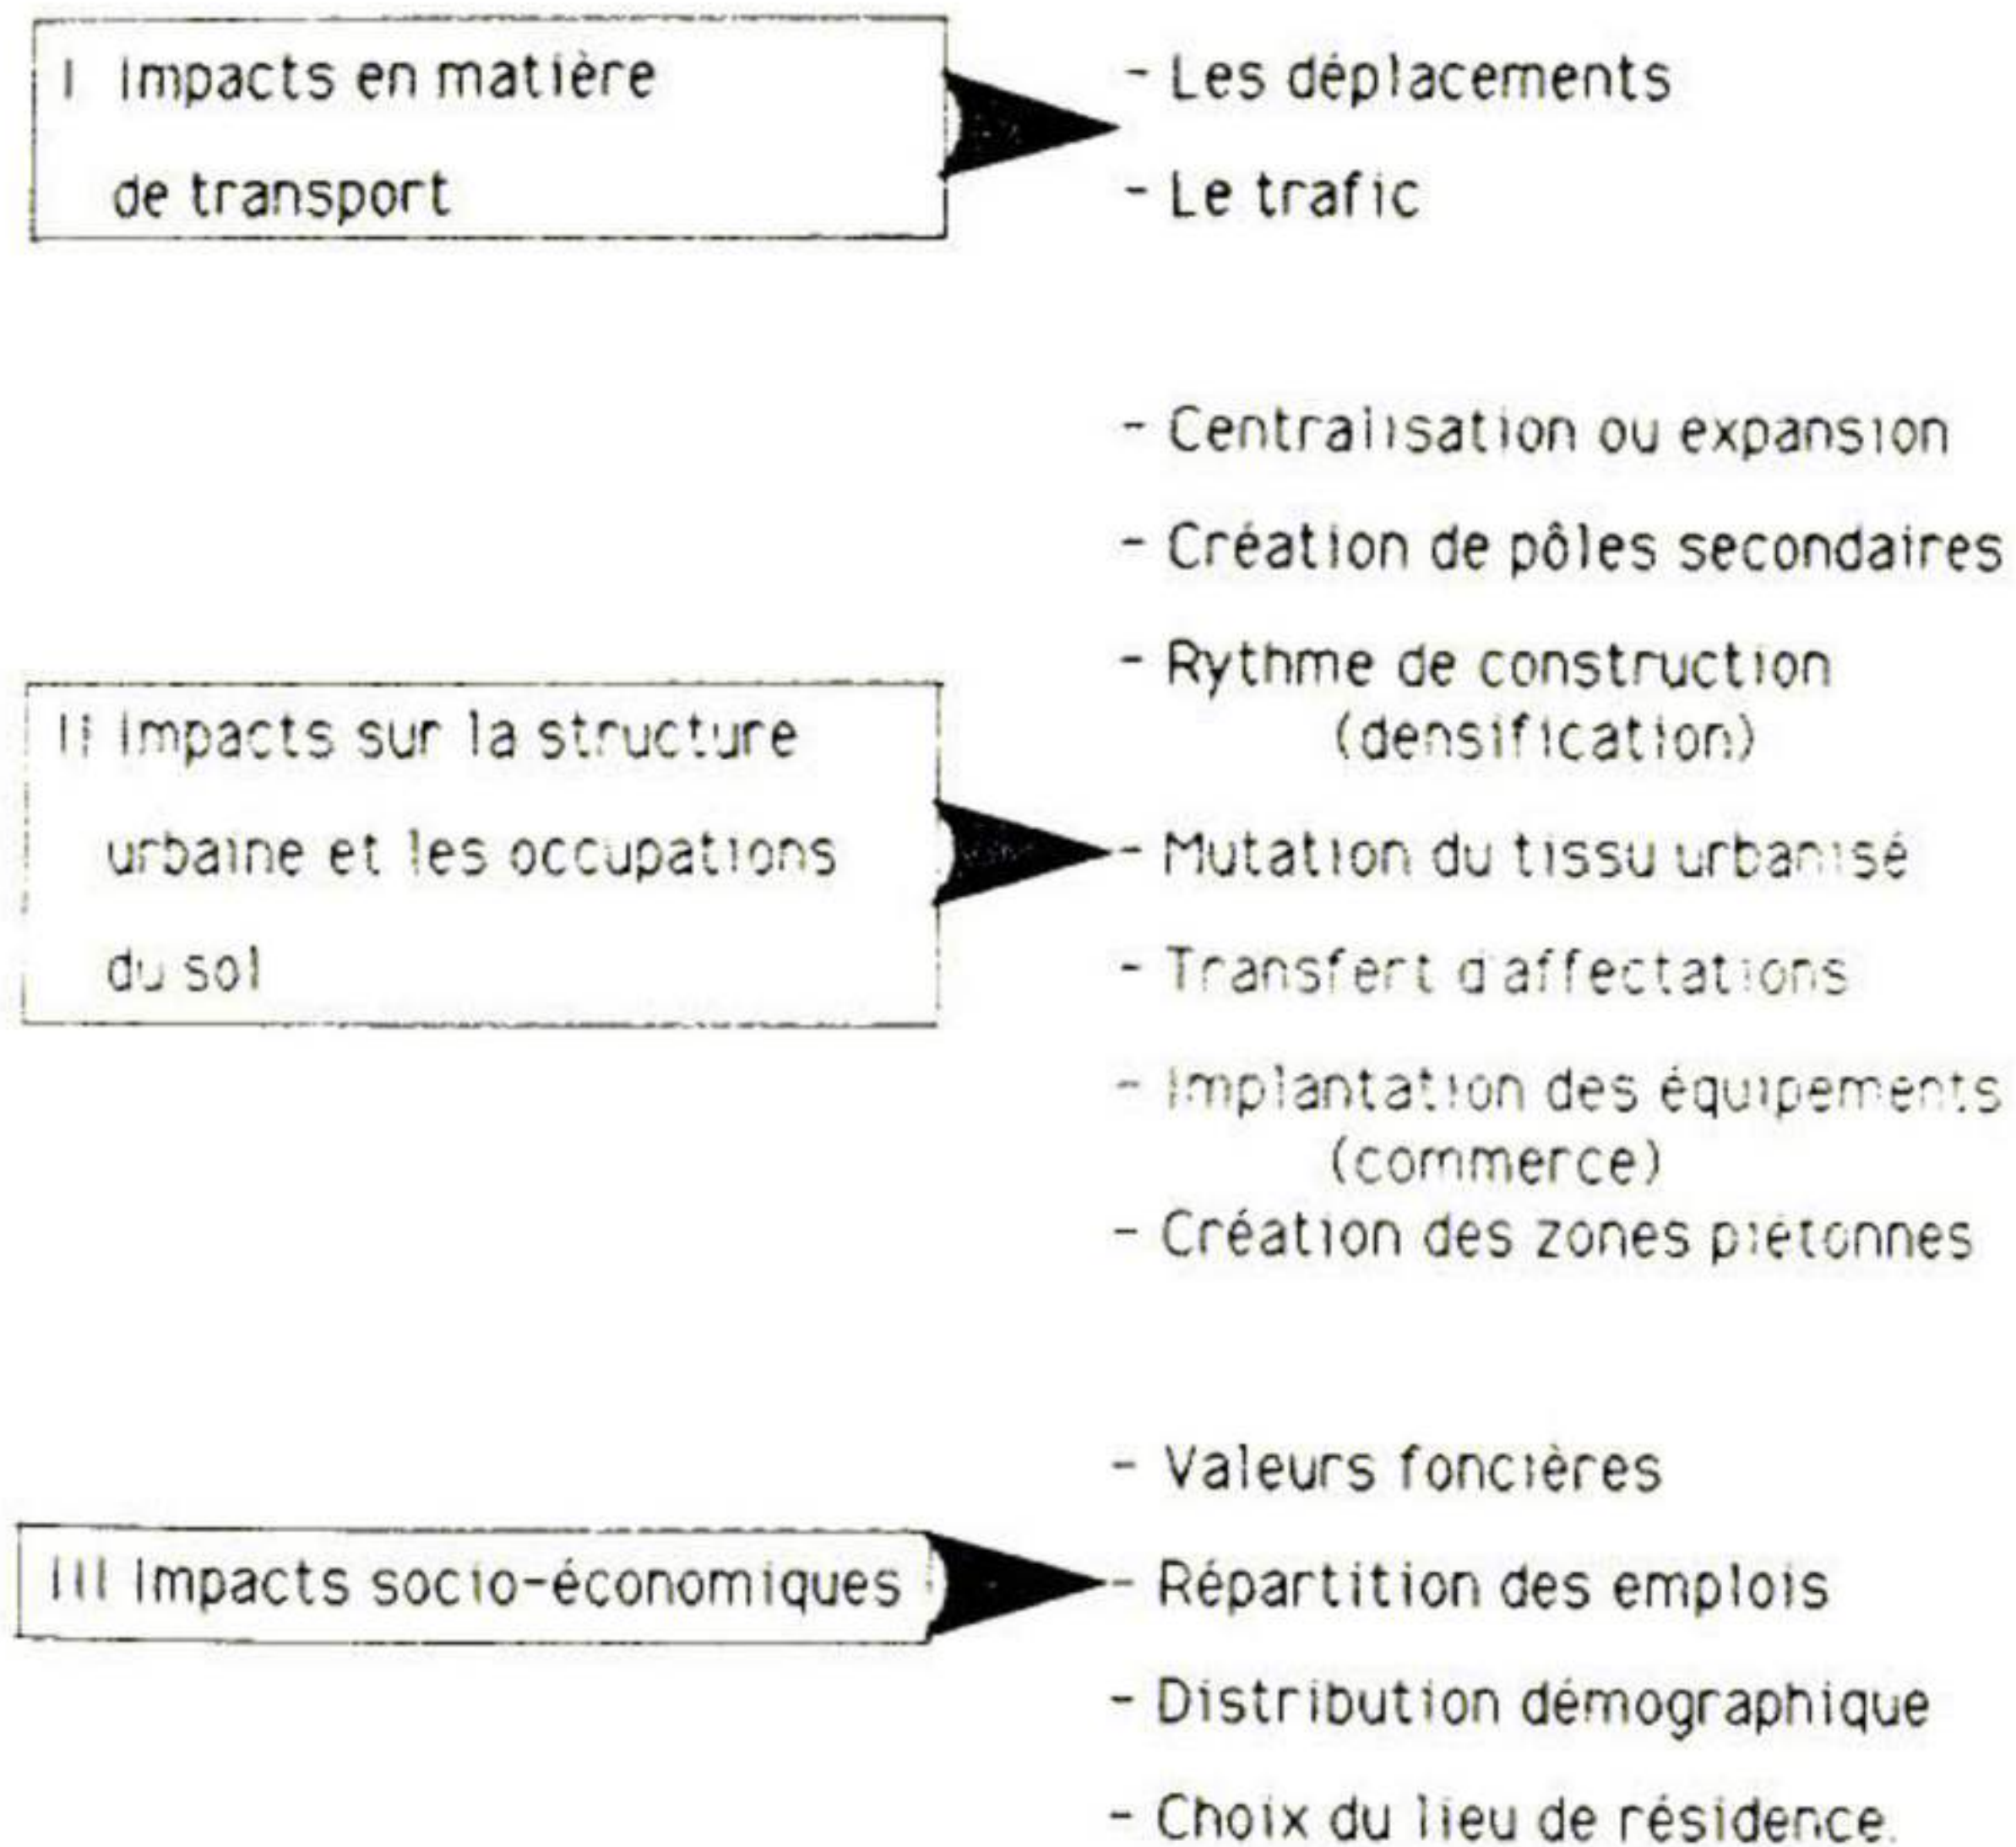 I Impacts en matière
de transport
- Les déplacements
- Le trafic
II Impacts sur la structure
urbaine et les occupations
du sol
- Centralisation ou expansion
- Création de pôles secondaires
- Rythme de construction
(densification)
- Mutation du tissu urbanisé
- Transfert d'affectations
- Implantation des équipements
(commerce)
- Création des zones piétonnes
III Impacts socio-économiques
- Valeurs foncières
- Répartition des emplois
- Distribution démographique
- Choix du lieu de résidence.